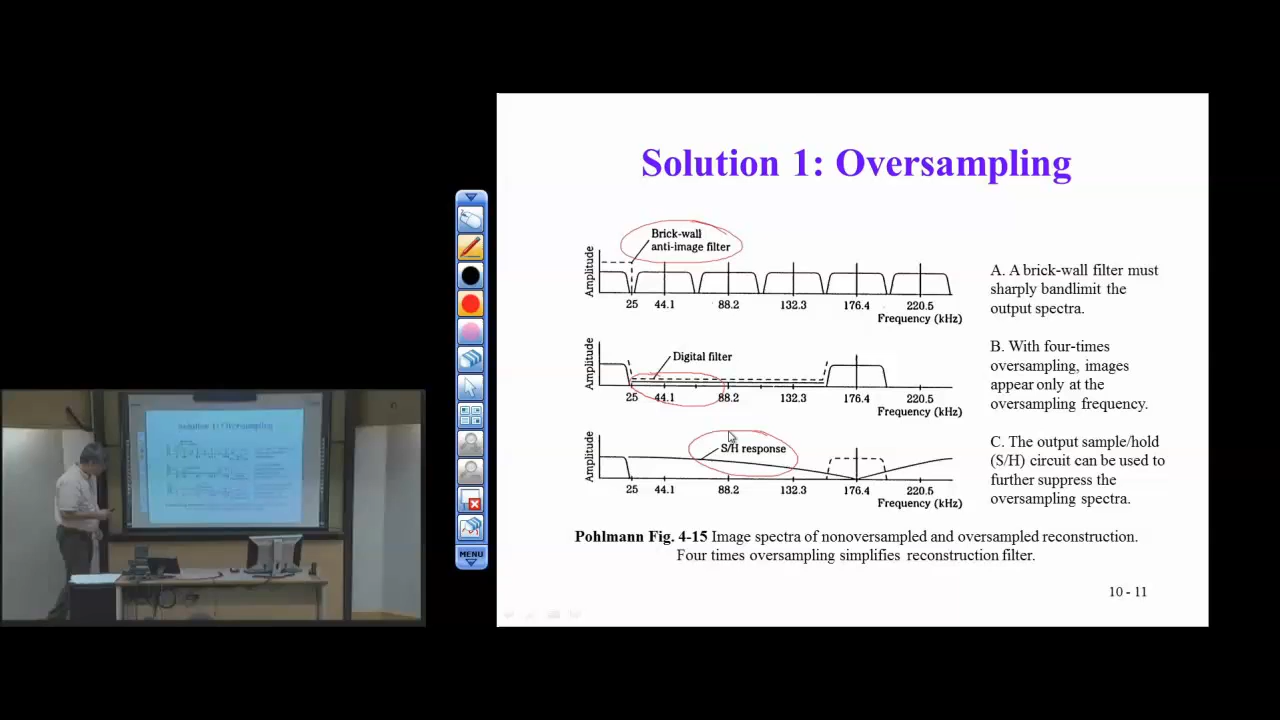 Solution 1: Oversampling
Brick-wall
anti-image filter
Amplitude
25 44.1 88.2 132.3 176.4 220.5
Frequency (kHz)
A. A brick-wall filter must
sharply bandlimit the
output spectra.
Digital filter
Amplitude
25 44.1 88.2 132.3 176.4 220.5
Frequency (kHz)
B. With four-times
oversampling, images
appear only at the
oversampling frequency.
S/H response
Amplitude
25 44.1 88.2 132.3 176.4 220.5
Frequency (kHz)
C. The output sample/hold
(S/H) circuit can be used to
further suppress the
oversampling spectra.
Pohlmann Fig. 4-15 Image spectra of nonoversampled and oversampled reconstruction.
Four times oversampling simplifies reconstruction filter.
10 - 11
MENU
Solution 1: Oversampling